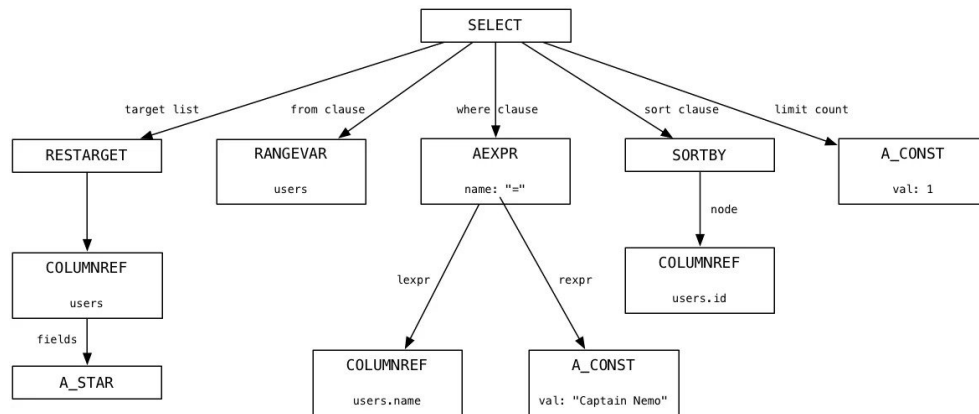 SELECT
target list
from clause
where clause
sort clause
limit count
RESTARGET
RANGEVAR
users
AEXPR
name: "="
SORTBY
A_CONST
val: 1
node
COLUMNREF
users
COLUMNREF
users.id
lexpr
rexpr
fields
A_STAR
COLUMNREF
users.name
A_CONST
val: "Captain Nemo"